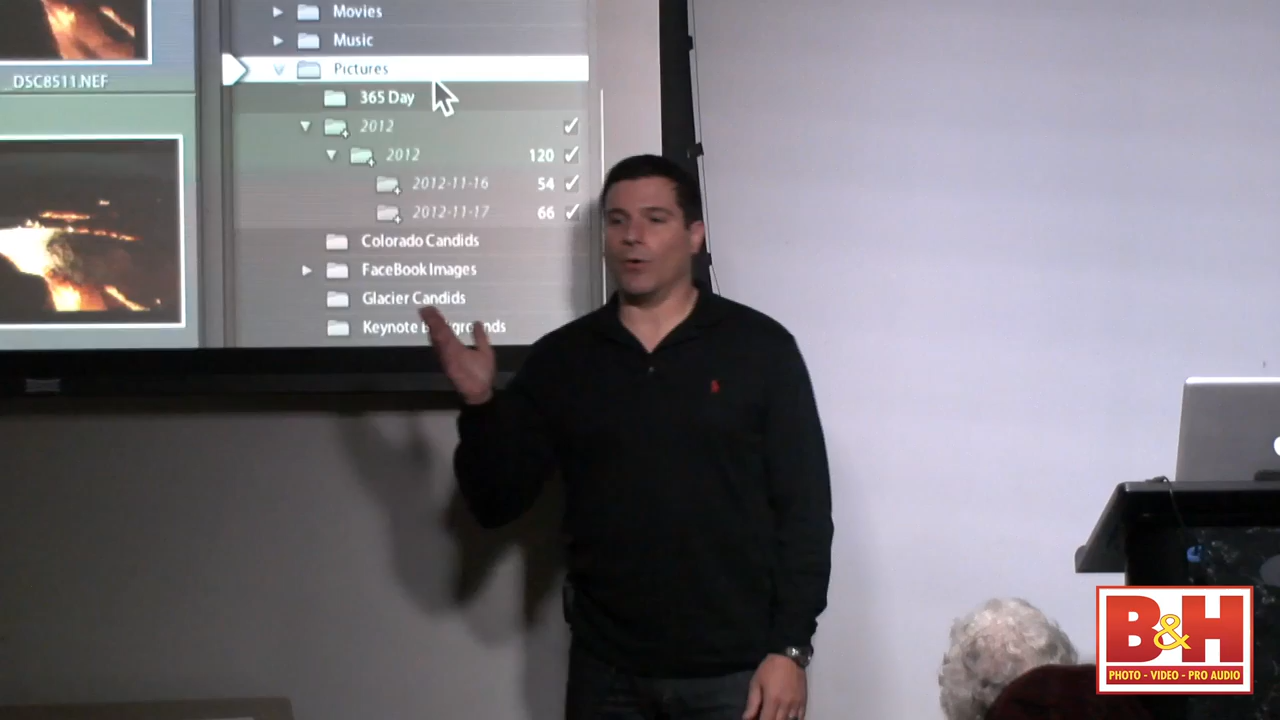 Movies
Music
_DSC8511.NEF
Pictures
365 Day
2012
2012 120
2012-11-16 54
2012-11-17 66
Colorado Candids
FaceBook Images
Glacier Candids
Keynote Backgrounds
B&H
PHOTO - VIDEO - PRO AUDIO